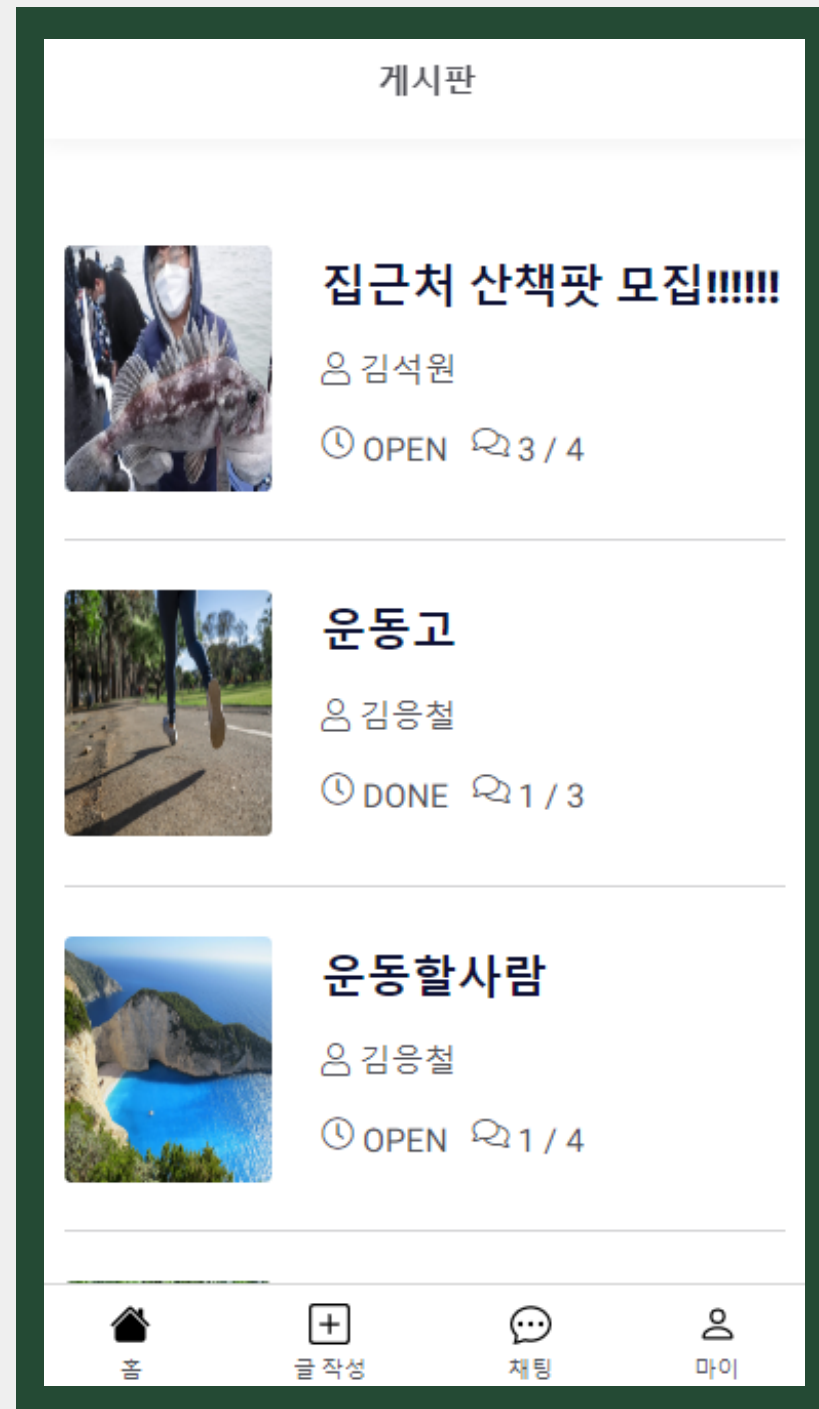 게시판
집근처 산책팟 모집!!!!!!
김석원
OPEN 3 / 4
운동고
김응철
DONE 1 / 3
운동할사람
김응철
OPEN 1 / 4
홈 글 작성 채팅 마이